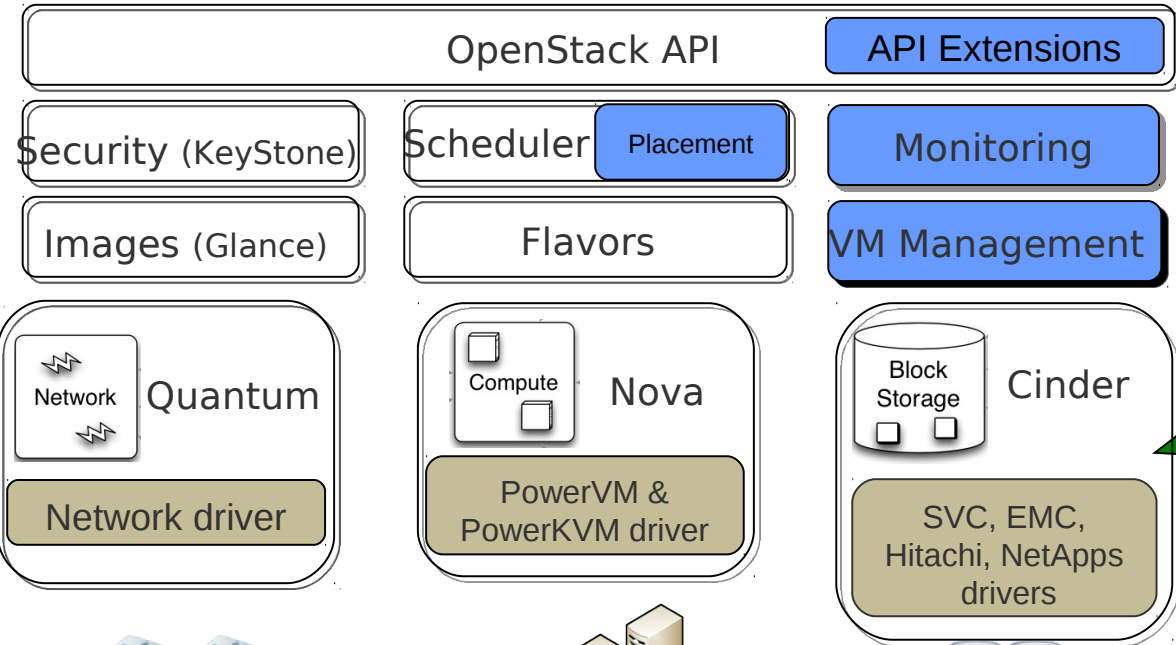 OpenStack API
API Extensions
Security (KeyStone)
Scheduler
Placement
Monitoring
Images (Glance)
Flavors
VM Management
Network
Quantum
Compute
Nova
Block
Storage
Cinder
Network driver
PowerVM &
PowerKVM driver
SVC, EMC,
Hitachi, NetApps
drivers